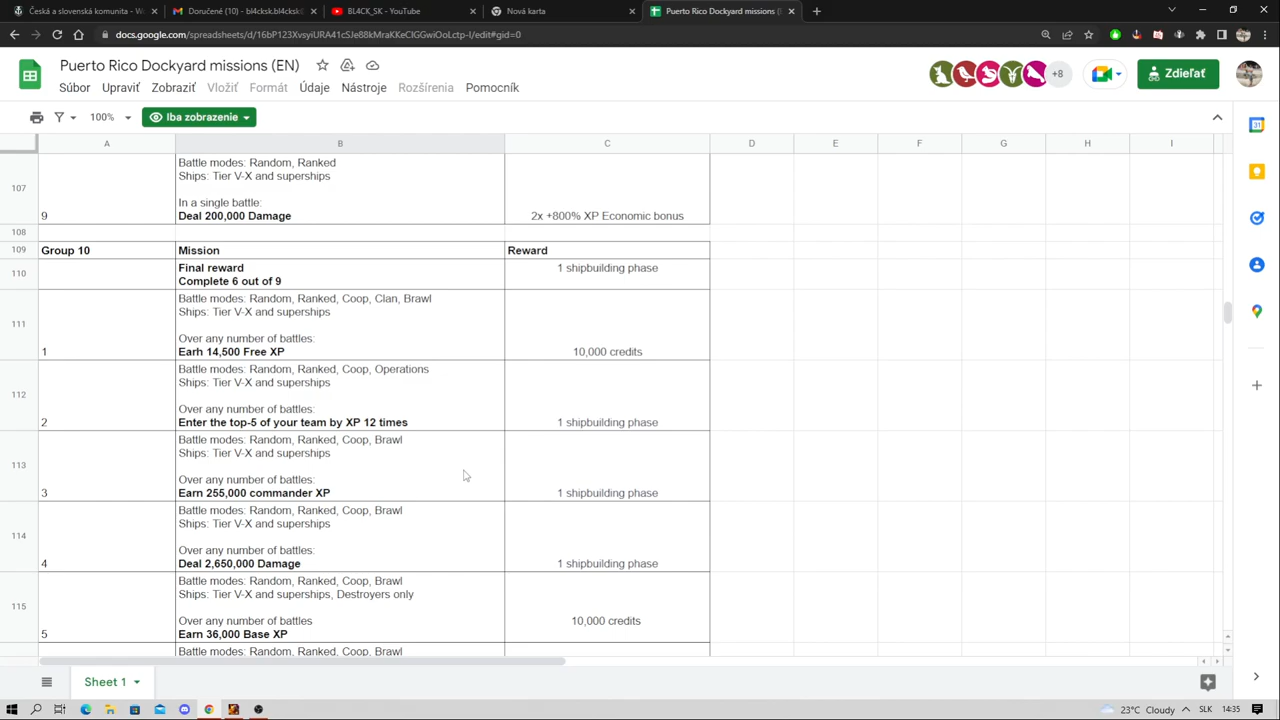 Česká a slovenská komunita - Wo
Doručené (10) - bl4cksk.bl4cksk@
BL4CK_SK - YouTube
Nová karta
Puerto Rico Dockyard missions (
docs.google.com/spreadsheets/d/16bP123XvsyiURA41cSJe88kMraKKeCIGGwiOoLctp-I/edit#gid=0
Puerto Rico Dockyard missions (EN)
+8
Zdieľať
Súbor Upraviť Zobraziť Vložiť Formát Údaje Nástroje Rozšírenia Pomocník
100%
Iba zobrazenie
A B C D E F G H I
Battle modes: Random, Ranked
Ships: Tier V-X and superships
In a single battle:
107 9 Deal 200,000 Damage 2x +800% XP Economic bonus
108
109 Group 10 Mission Reward
110 Final reward 1 shipbuilding phase
Complete 6 out of 9
Battle modes: Random, Ranked, Coop, Clan, Brawl
Ships: Tier V-X and superships
111
Over any number of battles:
1 Earh 14,500 Free XP 10,000 credits
Battle modes: Random, Ranked, Coop, Operations
Ships: Tier V-X and superships
112
Over any number of battles:
2 Enter the top-5 of your team by XP 12 times 1 shipbuilding phase
Battle modes: Random, Ranked, Coop, Brawl
Ships: Tier V-X and superships
113
Over any number of battles:
3 Earn 255,000 commander XP 1 shipbuilding phase
Battle modes: Random, Ranked, Coop, Brawl
Ships: Tier V-X and superships
114
Over any number of battles:
4 Deal 2,650,000 Damage 1 shipbuilding phase
Battle modes: Random, Ranked, Coop, Brawl
Ships: Tier V-X and superships, Destroyers only
115
Over any number of battles 10,000 credits
5 Earn 36,000 Base XP
Battle modes: Random, Ranked, Coop, Brawl
Sheet 1
23°C Cloudy SLK 14:35